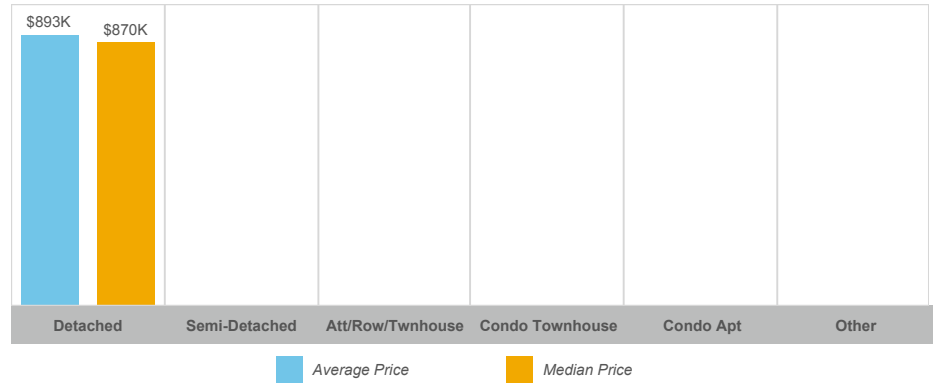 $893K
$870K
Detached Semi-Detached Att/Row/Twnhouse Condo Townhouse Condo Apt Other
Average Price Median Price